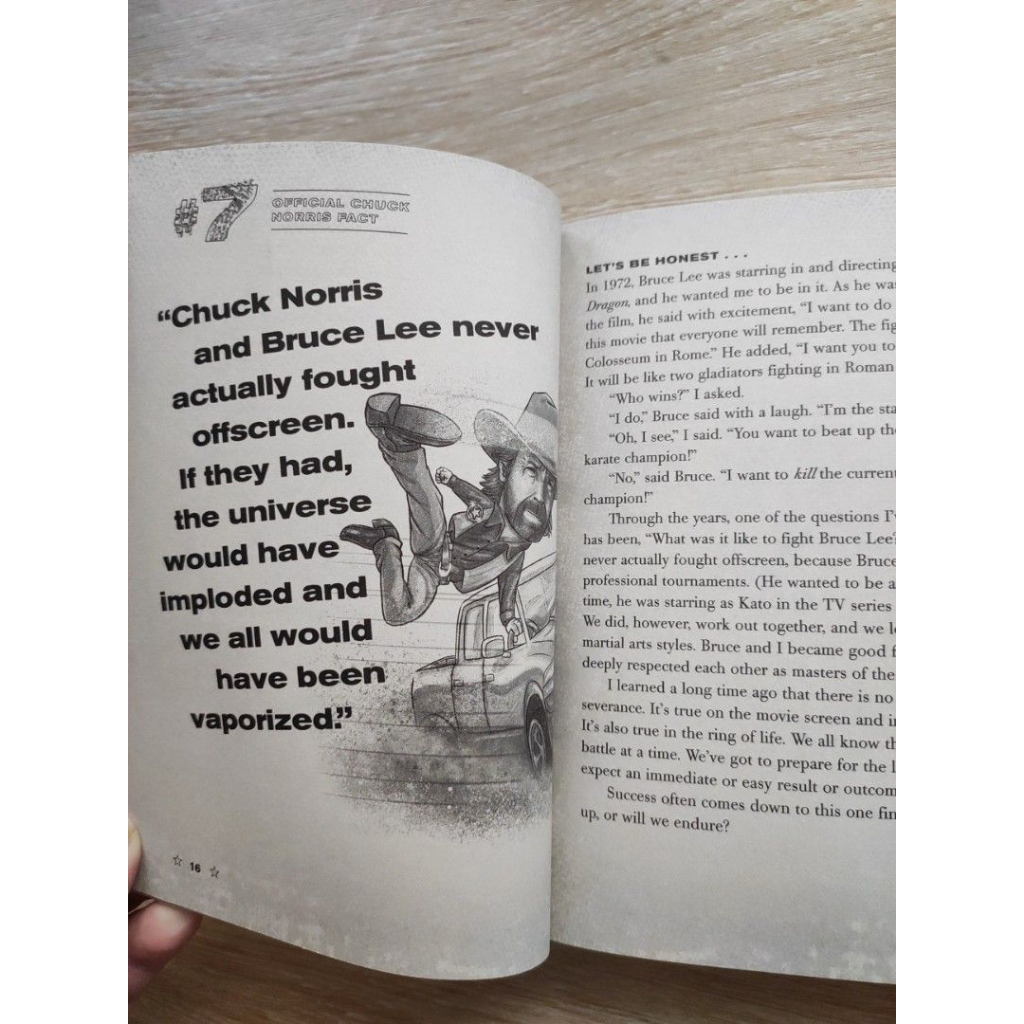 #7
OFFICIAL CHUCK
NORRIS FACT
“Chuck Norris
and Bruce Lee never
actually fought
offscreen.
If they had,
the universe
would have
imploded and
we all would
have been
vaporized.”
☆ 16 ☆
LET'S BE HONEST . . .
In 1972, Bruce Lee was starring in and directing
Dragon, and he wanted me to be in it. As he was
the film, he said with excitement, “I want to do
this movie that everyone will remember. The
Colosseum in Rome.” He added, “I want you to
It will be like two gladiators fighting in Roman
“Who wins?” I asked.
“I do,” Bruce said with a laugh. “I'm the
“Oh, I see,” I said. “You want to beat up
karate champion!”
“No,” said Bruce. “I want to kill the current
champion!”
Through the years, one of the questions
has been, “What was it like to fight Bruce Lee?
never actually fought offscreen, because Bruce
professional tournaments. (He wanted to be a
time, he was starring as Kato in the TV series
We did, however, work out together, and we
martial arts styles. Bruce and I became good
deeply respected each other as masters of the
I learned a long time ago that there is no
severance. It's true on the movie screen and
It's also true in the ring of life. We all know
battle at a time. We've got to prepare for the
expect an immediate or easy result or
Success often comes down to this one
up, or will we endure?